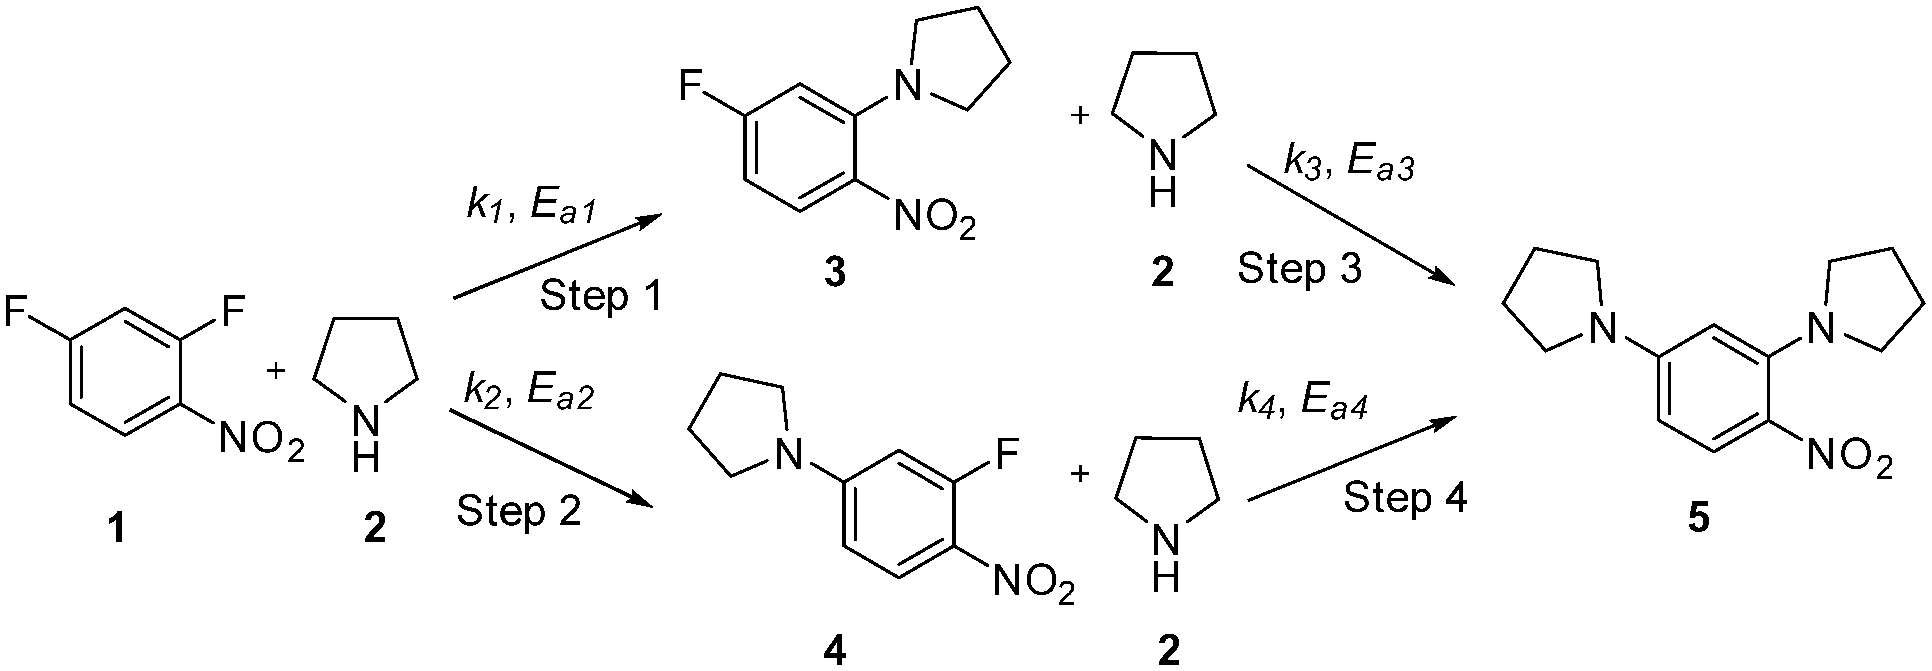 F
N
NO2
3
+
N
H
2
k1, Ea1
Step 1
k3, Ea3
Step 3
F
F
NO2
1
+
N
H
2
k2, Ea2
Step 2
N
F
NO2
4
+
N
H
2
k4, Ea4
Step 4
N
N
NO2
5